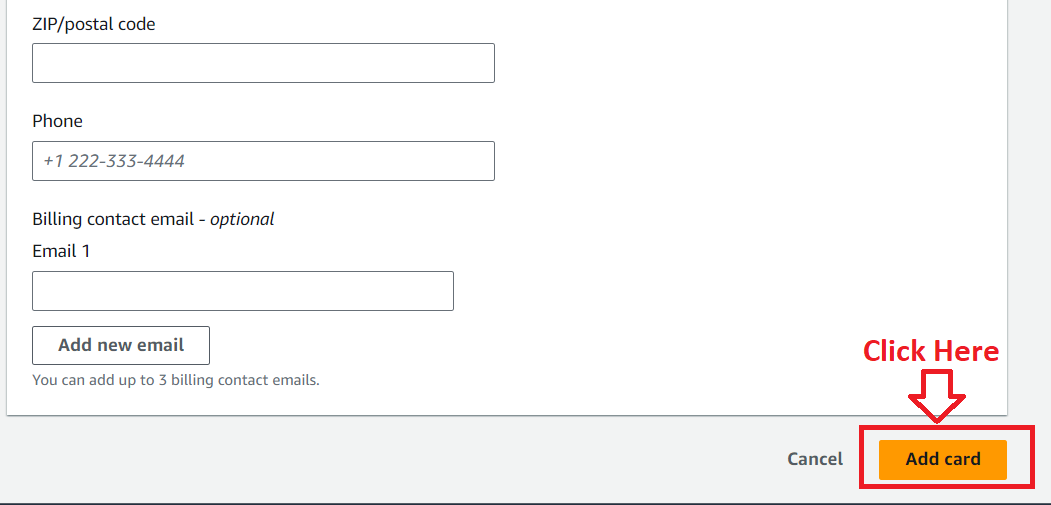 ZIP/postal code
Phone
+1 222-333-4444
Billing contact email - optional
Email 1
Add new email
You can add up to 3 billing contact emails.
Click Here
Cancel
Add card